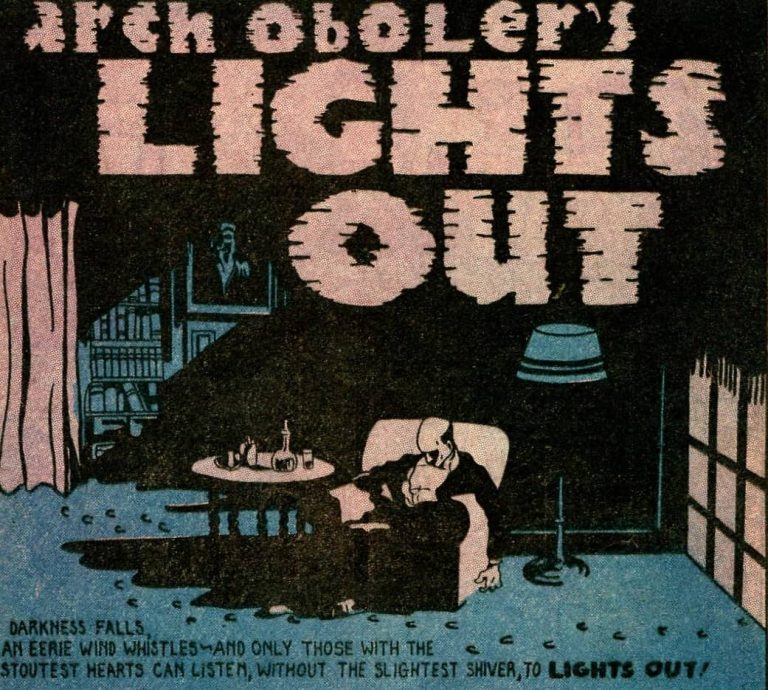 arch oboler's
LIGHTS
OUT
DARKNESS FALLS,
AN EERIE WIND WHISTLES~AND ONLY THOSE WITH THE
STOUTEST HEARTS CAN LISTEN, WITHOUT THE SLIGHTEST SHIVER, TO LIGHTS OUT!